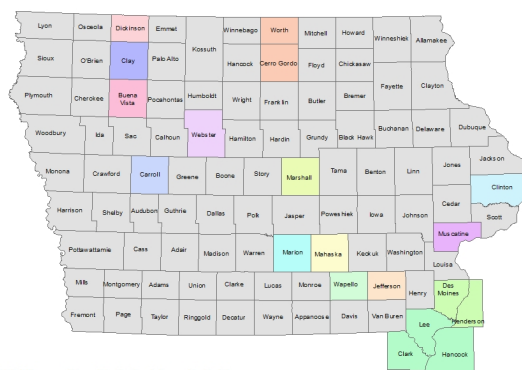 Lyon Osceola Dickinson Emmet Winnebago Worth Mitchell Howard Winneshiek Allamakee
Kossuth
Sioux O'Brien Clay Palo Alto Hancock Cerro Gordo Floyd Chickasaw
Fayette Clayton
Plymouth Cherokee Buena Vista Pocahontas Humboldt Wright Franklin Butler Bremer
Woodbury Ida Sac Calhoun Webster Hamilton Hardin Grundy Black Hawk Buchanan Delaware Dubuque
Jones Jackson
Monona Crawford Carroll Greene Boone Story Marshall Tama Benton Linn
Clinton
Cedar
Harrison Shelby Audubon Guthrie Dallas Polk Jasper Poweshiek Iowa Johnson Scott
Muscatine
Pottawattamie Cass Adair Madison Warren Marion Mahaska Keokuk Washington
Louisa
Mills Montgomery Adams Union Clarke Lucas Monroe Wapello Jefferson Henry Des Moines
Fremont Page Taylor Ringgold Decatur Wayne Appanoose Davis Van Buren Lee Henderson
Clark Hancock